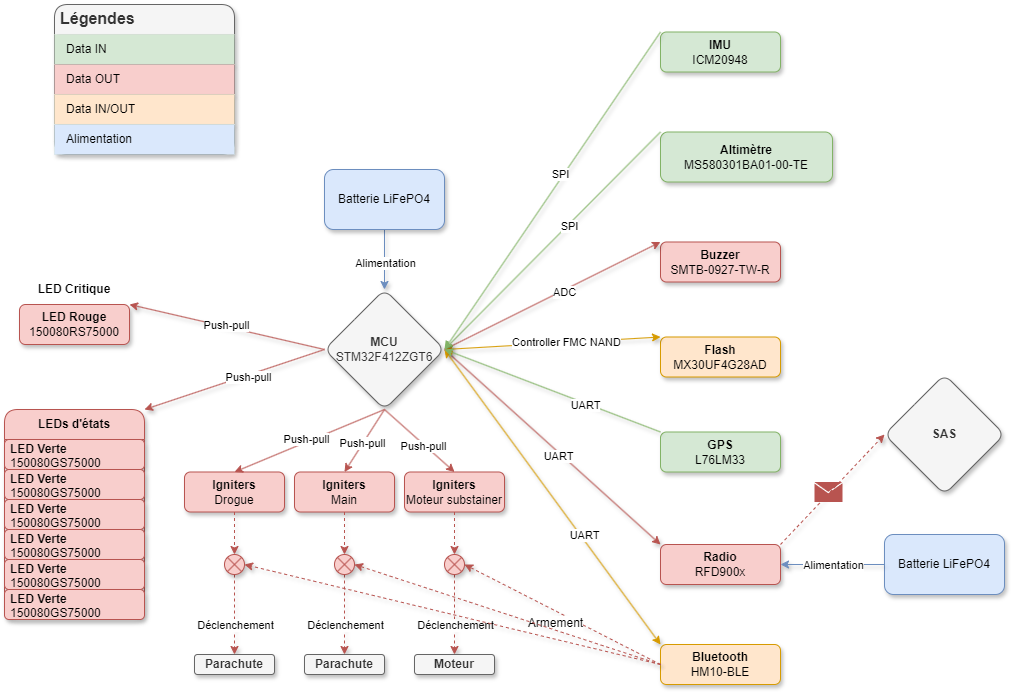 Légendes
Data IN
Data OUT
Data IN/OUT
Alimentation
IMU
ICM20948
Altimètre
MS580301BA01-00-TE
SPI
SPI
Batterie LiFePO4
Alimentation
Buzzer
SMTB-0927-TW-R
ADC
LED Critique
LED Rouge
150080RS75000
Push-pull
MCU
STM32F412ZGT6
Controller FMC NAND
Flash
MX30UF4G28AD
Push-pull
UART
LEDs d'états
LED Verte
150080GS75000
LED Verte
150080GS75000
LED Verte
150080GS75000
LED Verte
150080GS75000
LED Verte
150080GS75000
LED Verte
150080GS75000
Push-pull
Push-pull
Push-pull
GPS
L76LM33
SAS
UART
Igniters
Drogue
Igniters
Main
Igniters
Moteur substainer
UART
Radio
RFD900x
Alimentation
Batterie LiFePO4
Déclenchement
Déclenchement
Déclenchement
Armement
Parachute
Parachute
Moteur
Bluetooth
HM10-BLE